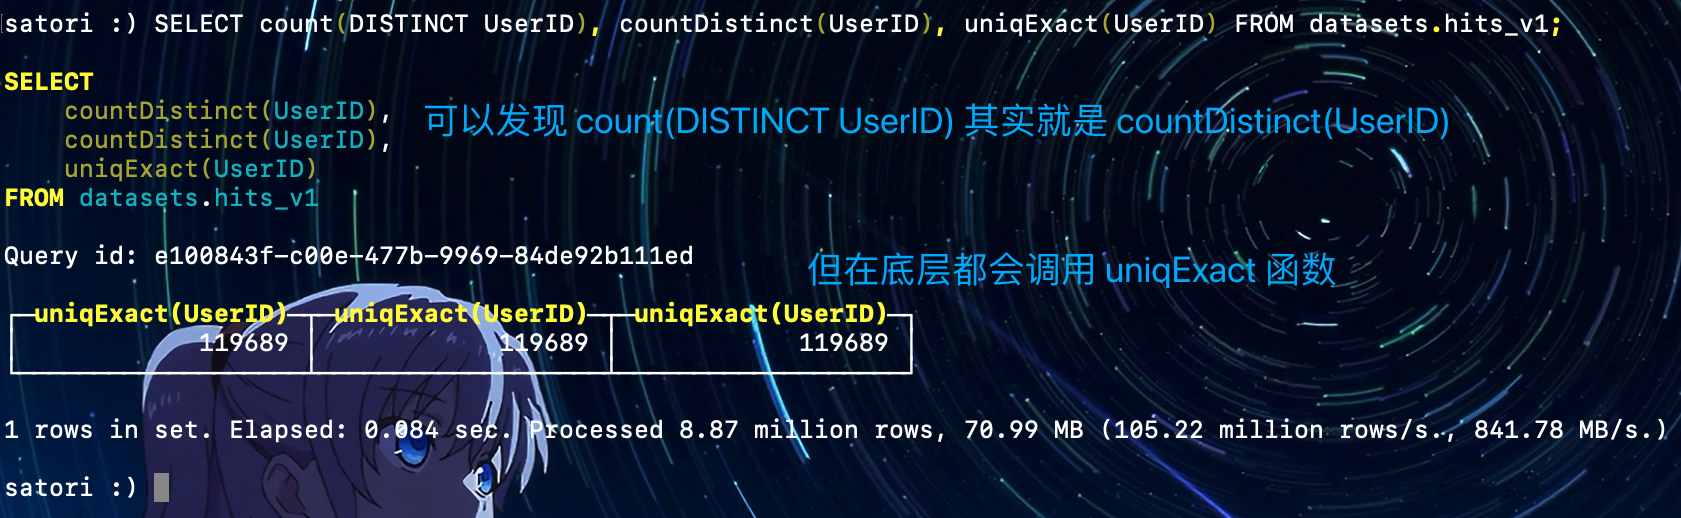 satori :) SELECT count(DISTINCT UserID), countDistinct(UserID), uniqExact(UserID) FROM datasets.hits_v1;
SELECT
    countDistinct(UserID),
可以发现 count(DISTINCT UserID) 其实就是 countDistinct(UserID)
    countDistinct(UserID),
    uniqExact(UserID)
FROM datasets.hits_v1
Query id: e100843f-c00e-477b-9969-84de92b111ed
但在底层都会调用 uniqExact 函数
┌─uniqExact(UserID)─┬─uniqExact(UserID)─┬─uniqExact(UserID)─┐
│            119689 │            119689 │            119689 │
└───────────────────┴───────────────────┴───────────────────┘
1 rows in set. Elapsed: 0.084 sec. Processed 8.87 million rows, 70.99 MB (105.22 million rows/s., 841.78 MB/s.)
satori :)